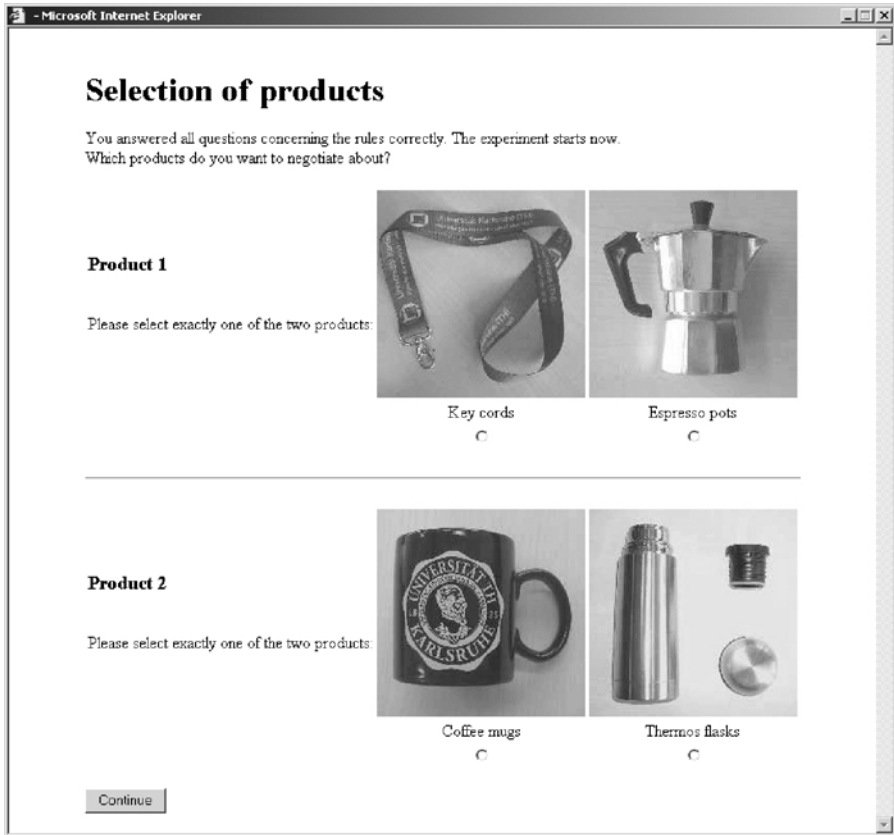 - Microsoft Internet Explorer
Selection of products
You answered all questions concerning the rules correctly. The experiment starts now.
Which products do you want to negotiate about?
Product 1
Please select exactly one of the two products:
Key cords
Espresso pots
Product 2
Please select exactly one of the two products:
UNIVERSITÄT TH
18 25
KARLSRUHE
Coffee mugs
Thermos flasks
Continue